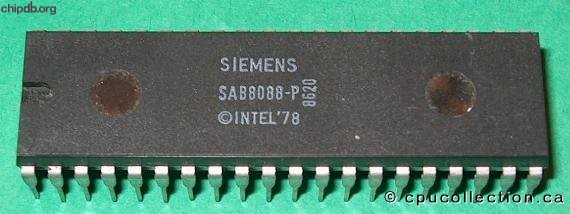 chipdb.org
SIEMENS
SAB8088-P 8620
©INTEL'78
© cpucollection.ca